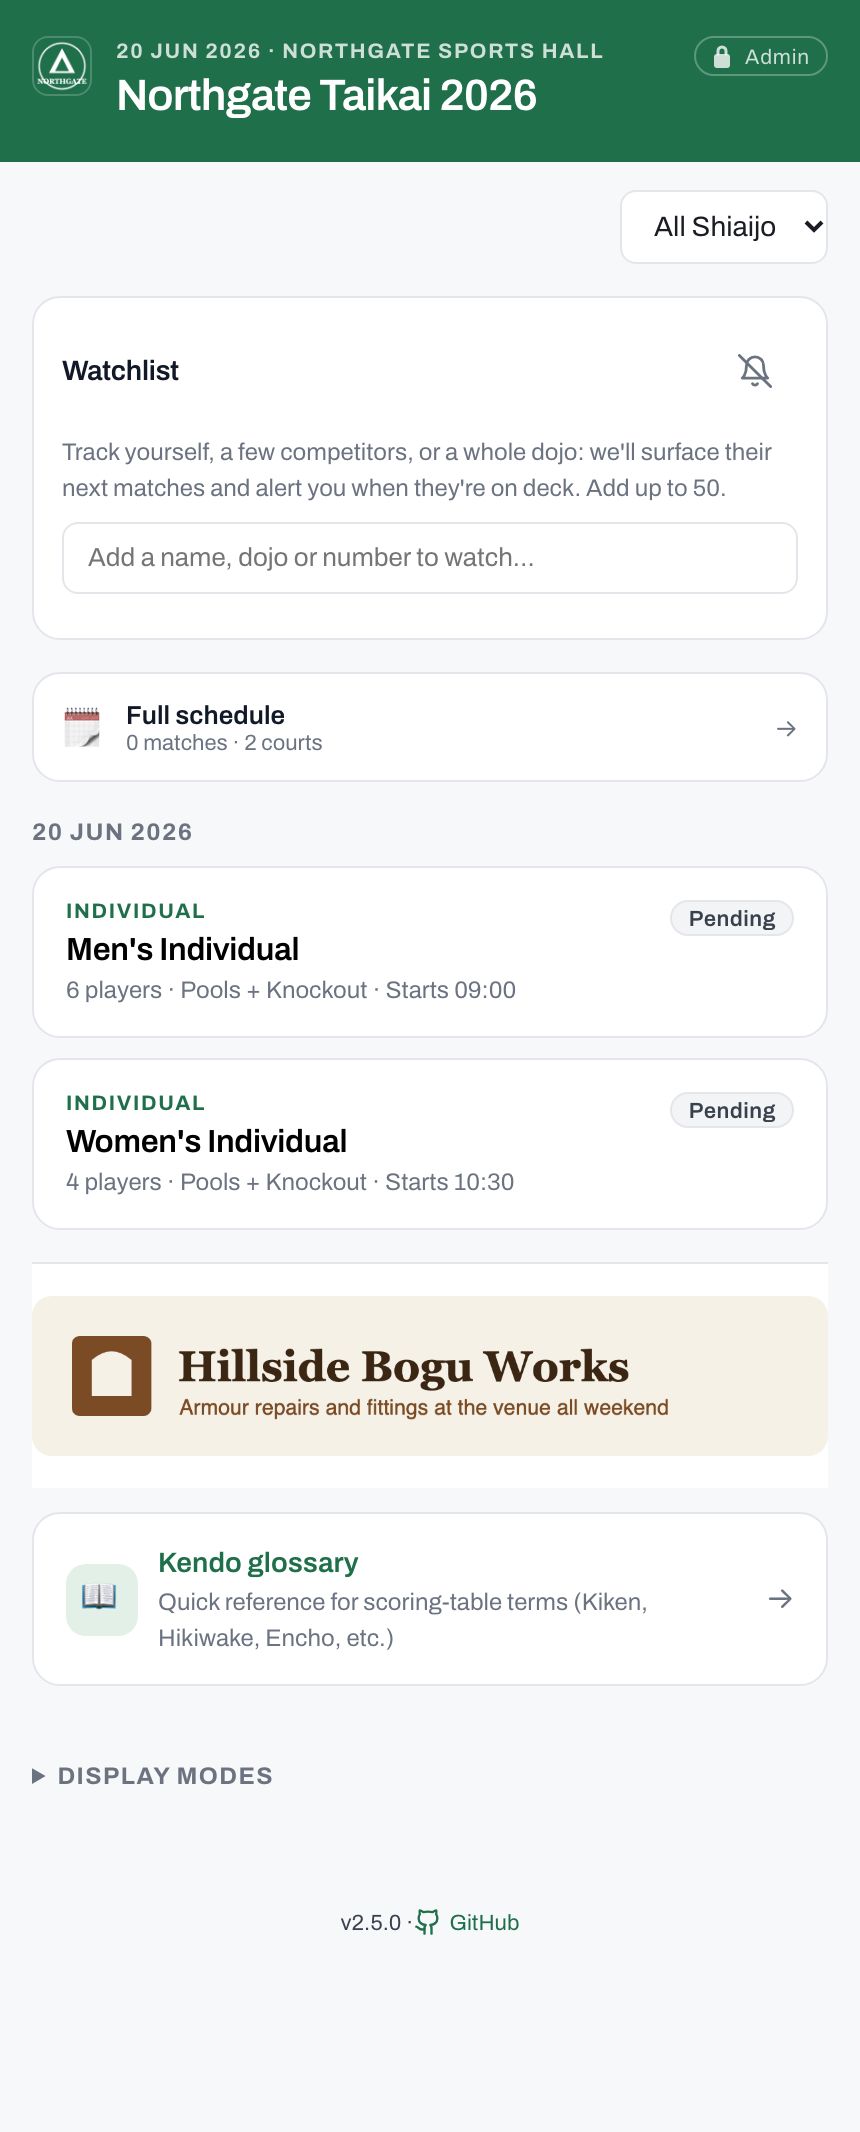 NORTHGATE
20 JUN 2026 · NORTHGATE SPORTS HALL
Northgate Taikai 2026
Admin
All Shiaijo
Watchlist
Track yourself, a few competitors, or a whole dojo: we'll surface their
next matches and alert you when they're on deck. Add up to 50.
Add a name, dojo or number to watch...
Full schedule
0 matches · 2 courts
20 JUN 2026
INDIVIDUAL
Pending
Men's Individual
6 players · Pools + Knockout · Starts 09:00
INDIVIDUAL
Pending
Women's Individual
4 players · Pools + Knockout · Starts 10:30
Hillside Bogu Works
Armour repairs and fittings at the venue all weekend
Kendo glossary
Quick reference for scoring-table terms (Kiken,
Hikiwake, Encho, etc.)
DISPLAY MODES
v2.5.0 · GitHub